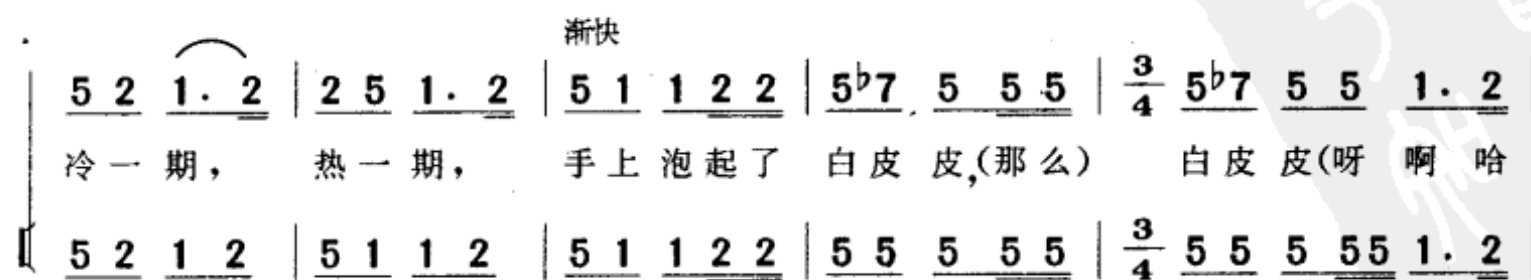 渐快
5 2 1· 2 | 2 5 1· 2 | 5 1 1 2 2 | 5♭7 5 5 5 | 3/4 5♭7 5 5 1· 2
冷一期， 热一期， 手上泡起了 白皮皮,(那么) 白皮皮(呀 啊 哈
5 2 1 2 | 5 1 1 2 | 5 1 1 2 2 | 5 5 5 5 5 | 3/4 5 5 5 5 5 1· 2